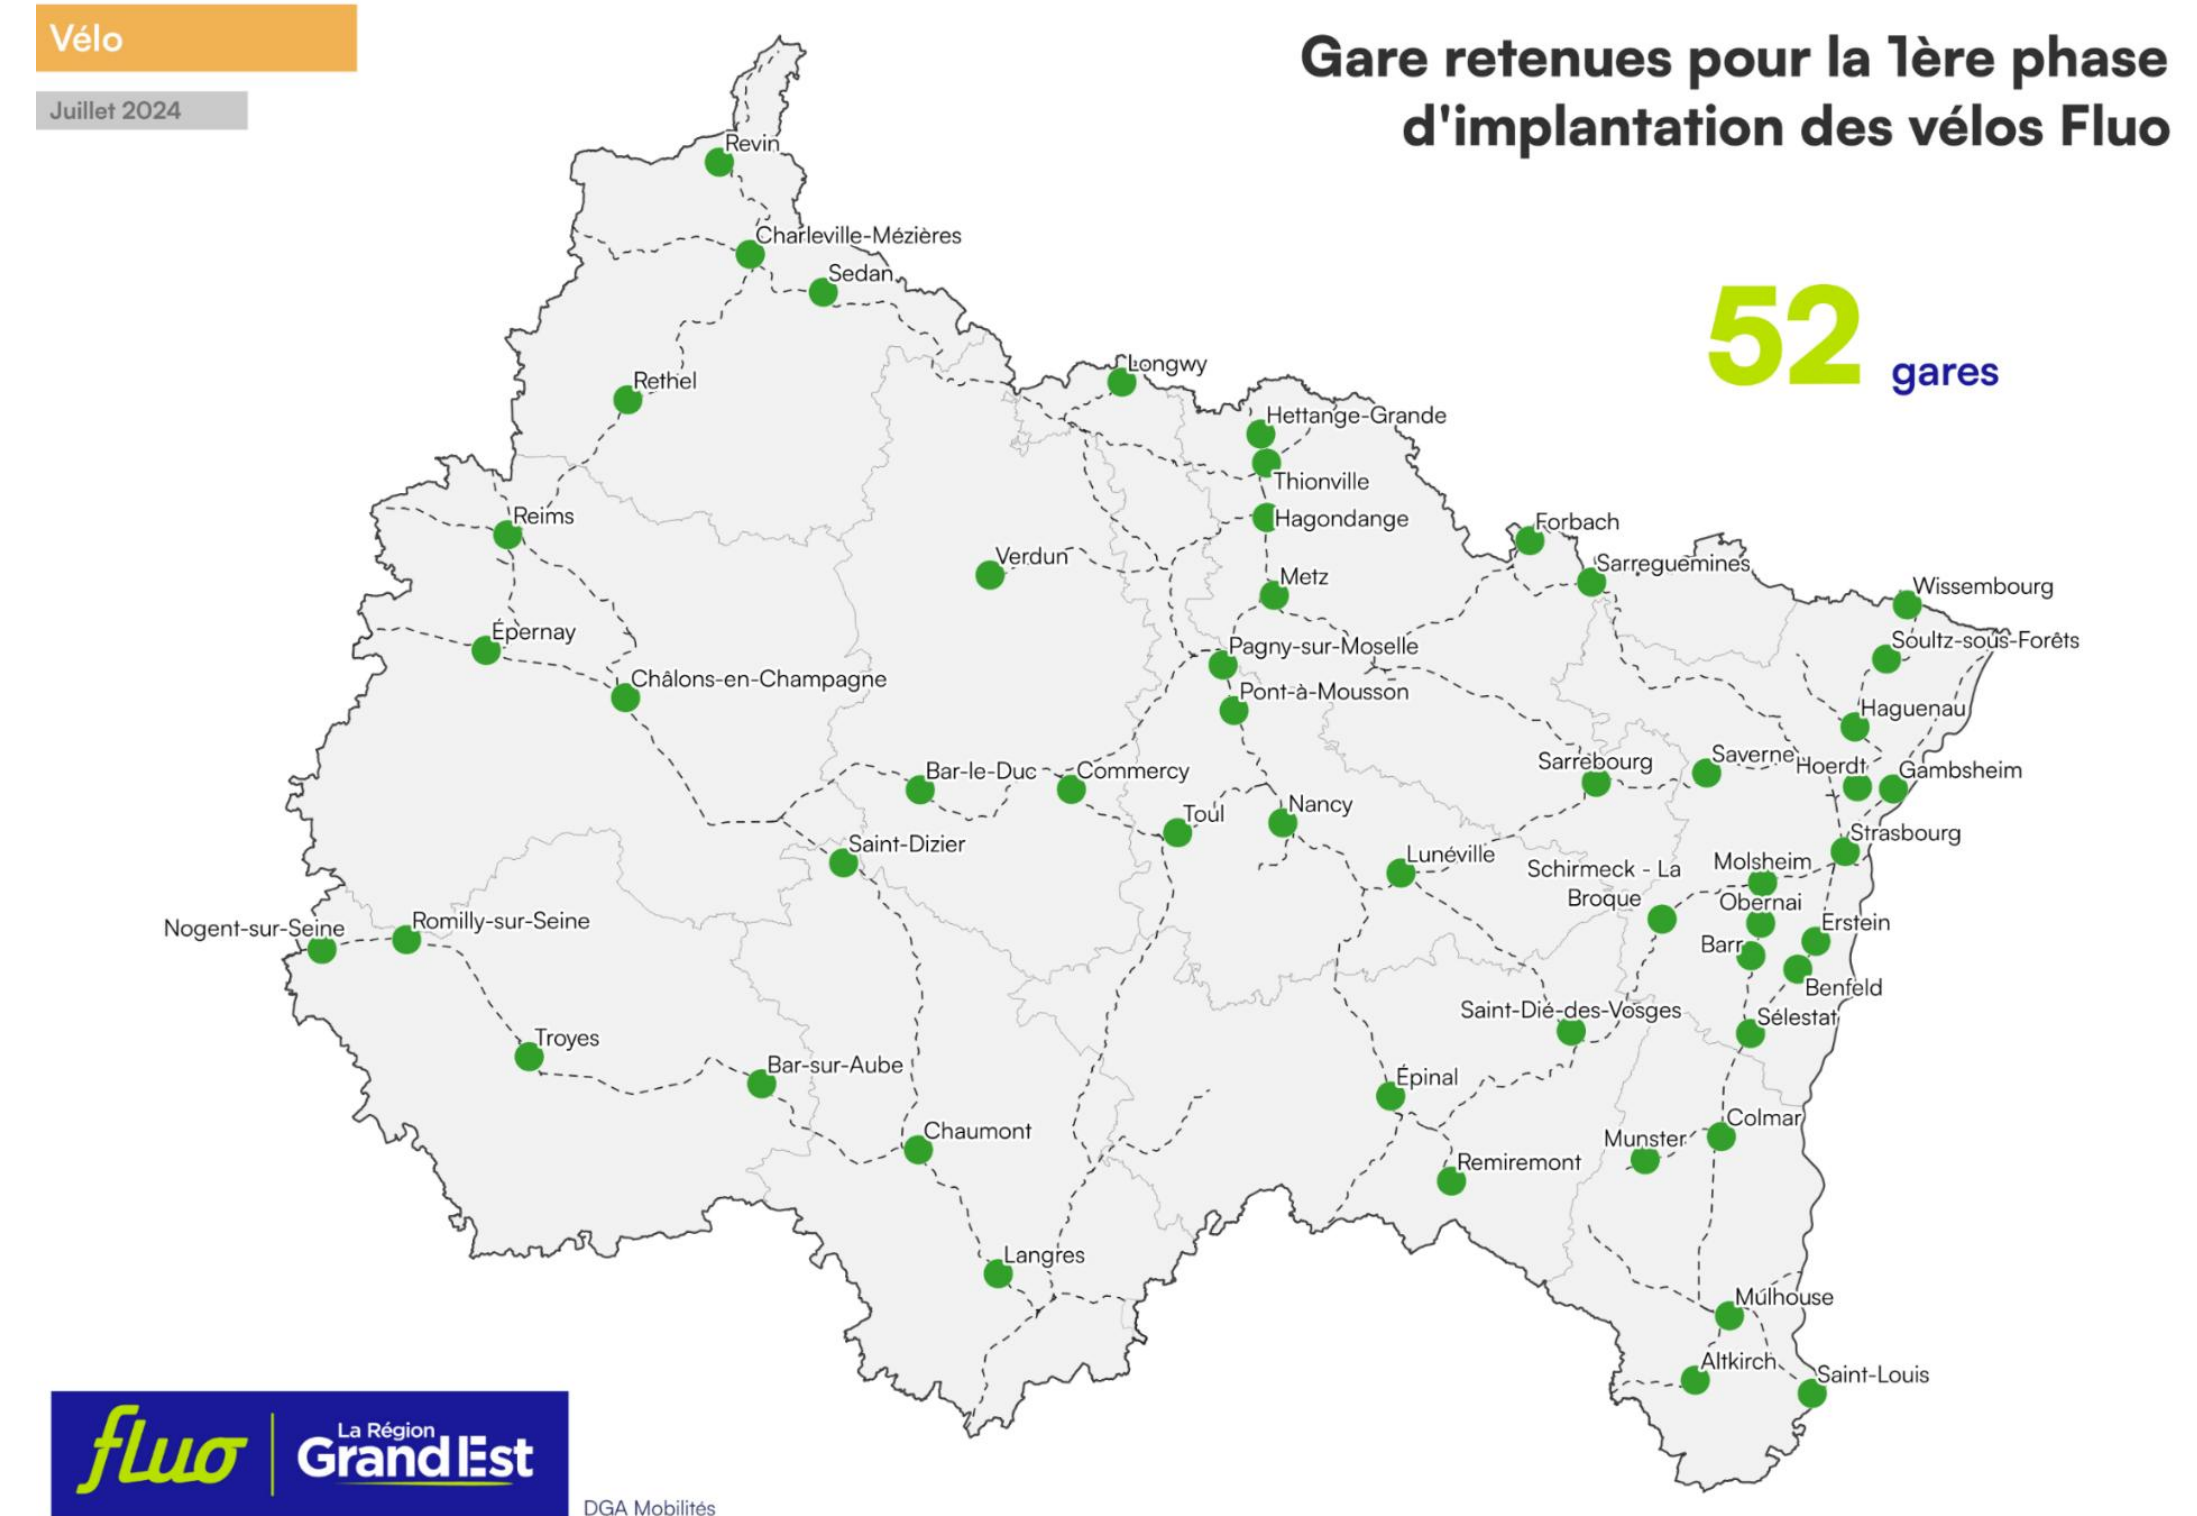 Vélo
Juillet 2024
Gare retenues pour la 1ère phase
d'implantation des vélos Fluo
52 gares
Revin
Charleville-Mézières
Sedan
Rethel
Longwy
Hettange-Grande
Thionville
Hagondange
Reims
Forbach
Verdun
Sarreguemines
Metz
Wissembourg
Épernay
Soultz-sous-Forêts
Pagny-sur-Moselle
Châlons-en-Champagne
Pont-à-Mousson
Haguenau
Sarrebourg
Saverne
Hoerdt
Gambsheim
Bar-le-Duc
Commercy
Toul
Nancy
Strasbourg
Saint-Dizier
Lunéville
Schirmeck - La
Broque
Molsheim
Obernai
Erstein
Barr
Benfeld
Nogent-sur-Seine
Romilly-sur-Seine
Saint-Dié-des-Vosges
Sélestat
Troyes
Bar-sur-Aube
Épinal
Chaumont
Colmar
Munster
Remiremont
Langres
Mulhouse
Altkirch
Saint-Louis
fluo
La Région
Grand Est
DGA Mobilités